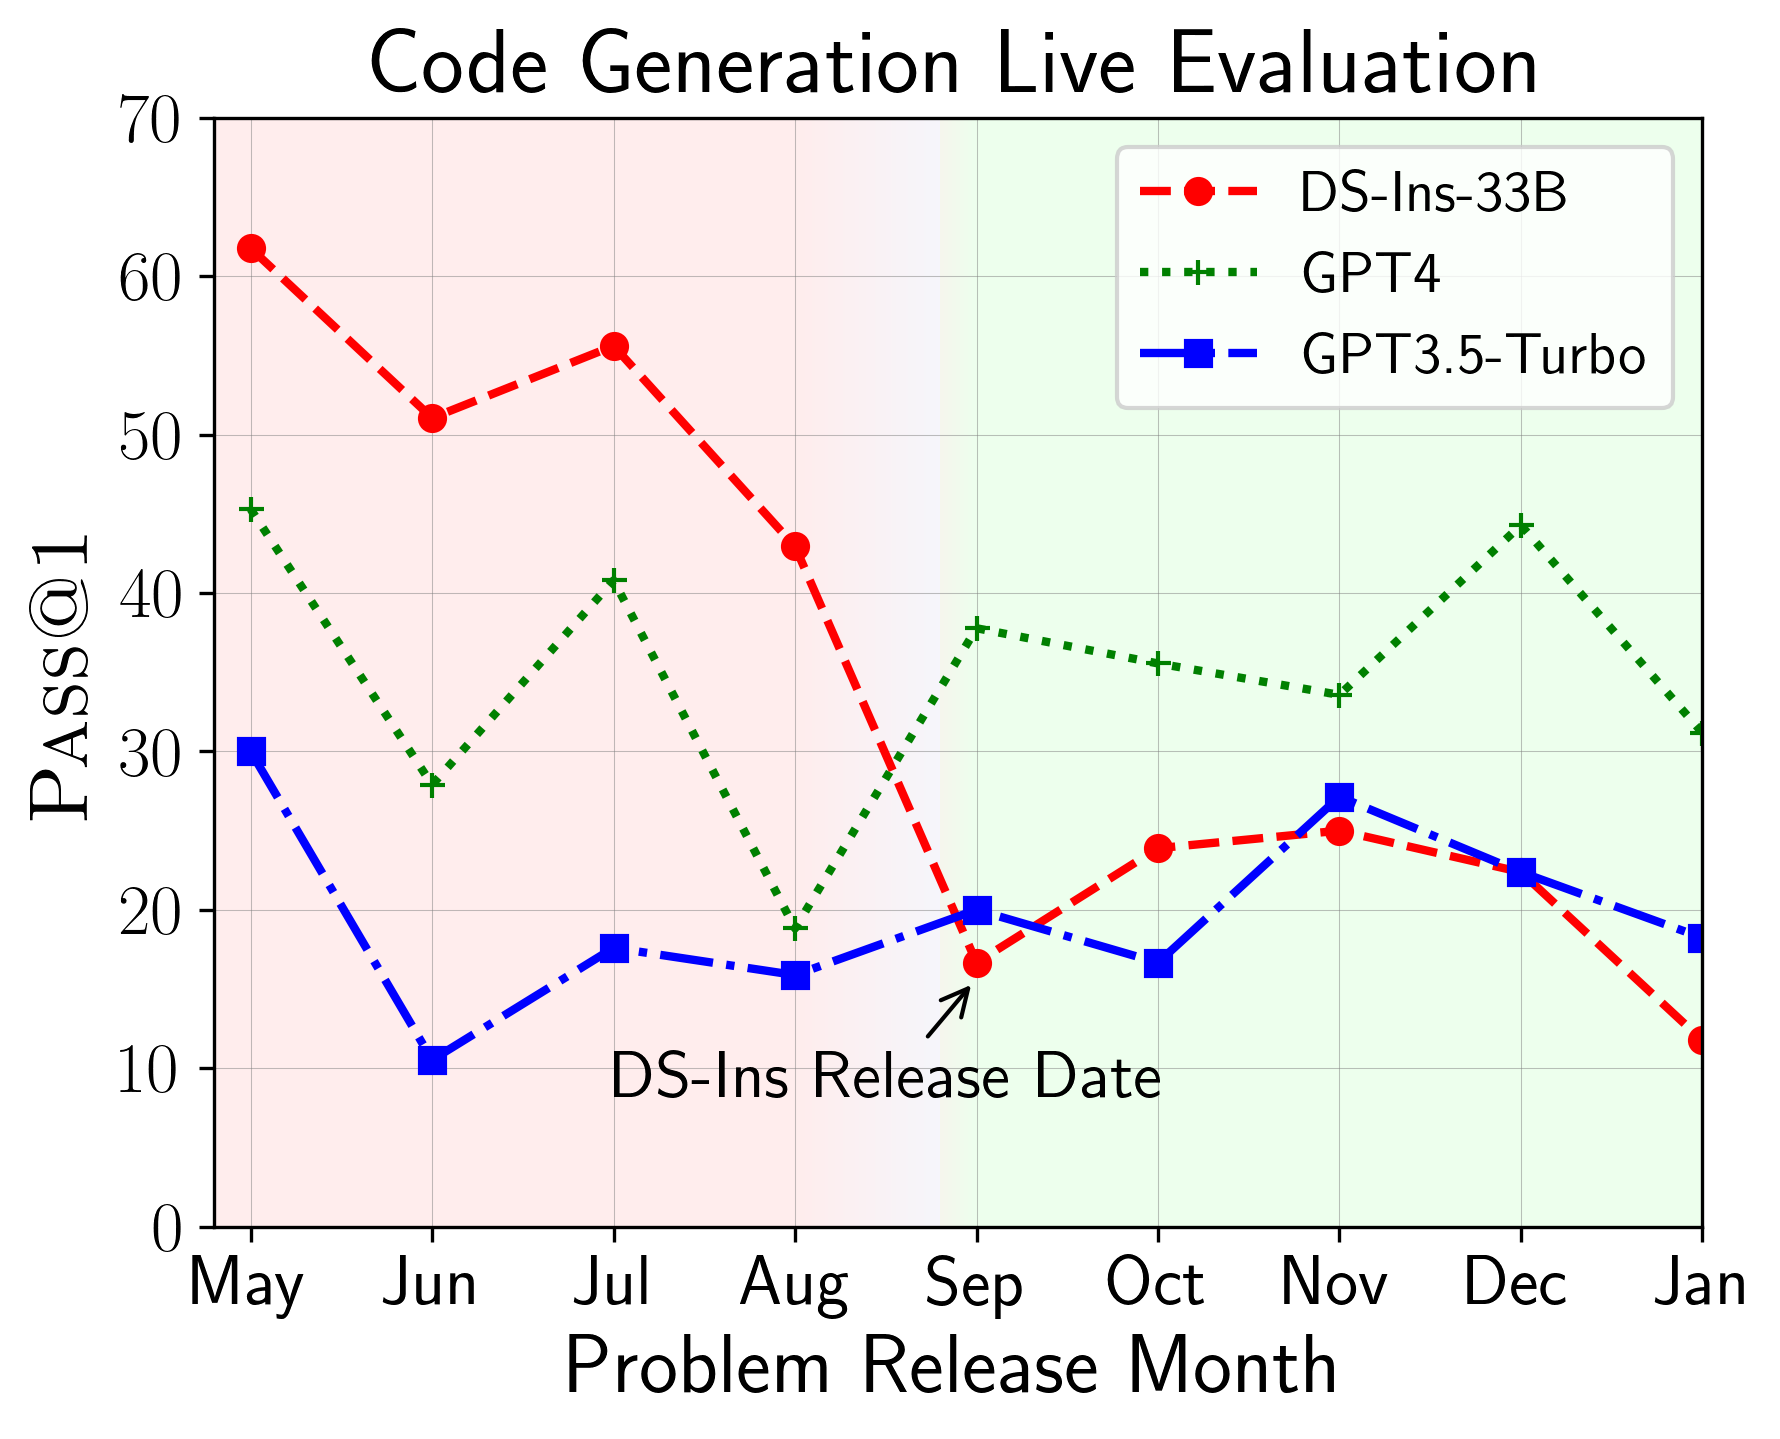 Code Generation Live Evaluation
70
60
50
40
30
20
10
0
Pass@1
DS-Ins-33B
GPT4
GPT3.5-Turbo
DS-Ins Release Date
May Jun Jul Aug Sep Oct Nov Dec Jan
Problem Release Month